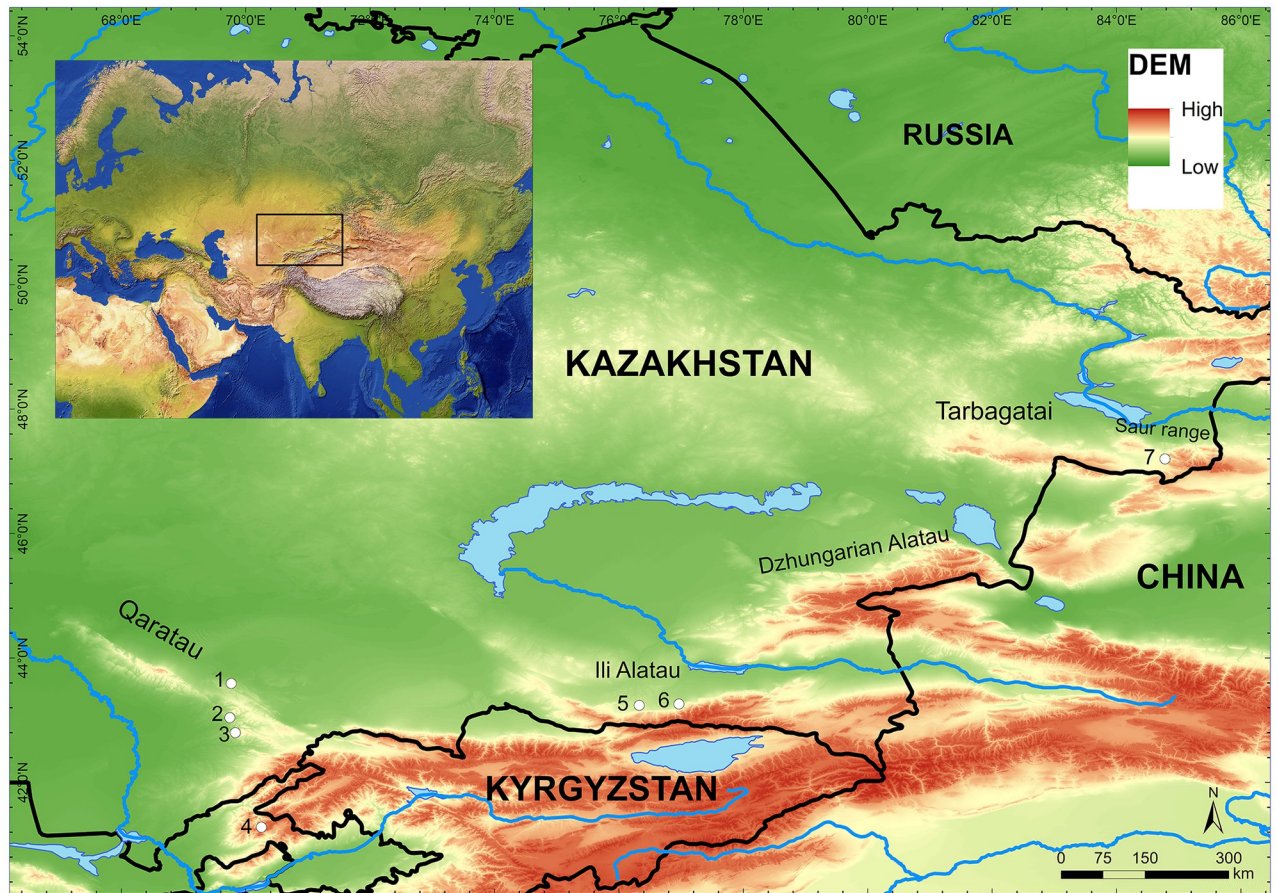 68°0'E 70°0'E 72°0'E 74°0'E 76°0'E 78°0'E 80°0'E 82°0'E 84°0'E 86°0'E
54°0'N
52°0'N
50°0'N
48°0'N
46°0'N
44°0'N
42°0'N
DEM
High
Low
RUSSIA
KAZAKHSTAN
Tarbagatai
Saur range
7
Dzhungarian Alatau
CHINA
Qaratau
1
2
3
Ili Alatau
5 6
KYRGYZSTAN
4
N
0 75 150 300
km